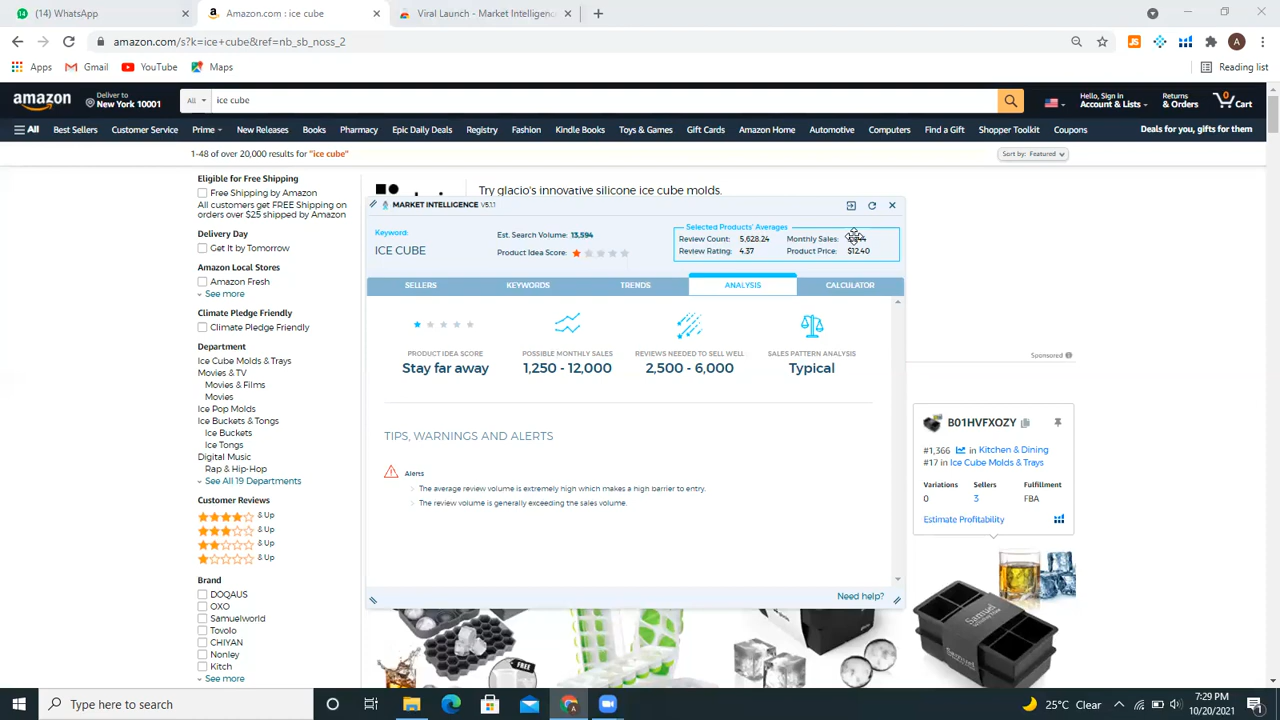 14 WhatsApp
Amazon.com : ice cube
Viral Launch - Market Intelligence
amazon.com/s?k=ice+cube&ref=nb_sb_noss_2
JS
A
Apps
Gmail
YouTube
Maps
Reading list
amazon
Deliver to
New York 10001
All
ice cube
Hello, Sign In
Account & Lists
Returns
& Orders
0
Cart
All
Best Sellers
Customer Service
Prime
New Releases
Books
Pharmacy
Epic Daily Deals
Registry
Fashion
Kindle Books
Toys & Games
Gift Cards
Amazon Home
Automotive
Computers
Find a Gift
Shopper Toolkit
Coupons
Deals for you, gifts for them
1-48 of over 20,000 results for "ice cube"
Sort by: Featured
Eligible for Free Shipping
Free Shipping by Amazon
All customers get FREE Shipping on
orders over $25 shipped by Amazon
Delivery Day
Get It by Tomorrow
Amazon Local Stores
Amazon Fresh
See more
Climate Pledge Friendly
Climate Pledge Friendly
Department
Ice Cube Molds & Trays
Movies & TV
Movies & Films
Movies
Ice Pop Molds
Ice Buckets & Tongs
Ice Buckets
Ice Tongs
Digital Music
Rap & Hip-Hop
See All 19 Departments
Customer Reviews
& Up
& Up
& Up
& Up
Brand
DOQAUS
OXO
Samuelworld
Tovolo
CHIYAN
Nonley
Kitch
See more
Try glacio's innovative silicone ice cube molds.
MARKET INTELLIGENCE V5.1.1
Keyword:
ICE CUBE
Est. Search Volume: 13,594
Product Idea Score:
Selected Products' Averages
Review Count: 5,628.24
Monthly Sales:
Review Rating: 4.37
Product Price: $12.40
SELLERS
KEYWORDS
TRENDS
ANALYSIS
CALCULATOR
PRODUCT IDEA SCORE
Stay far away
POSSIBLE MONTHLY SALES
1,250 - 12,000
REVIEWS NEEDED TO SELL WELL
2,500 - 6,000
SALES PATTERN ANALYSIS
Typical
TIPS, WARNINGS AND ALERTS
Alerts
The average review volume is extremely high which makes a high barrier to entry.
The review volume is generally exceeding the sales volume.
Need help?
Sponsored
B01HVFXOZY
#1,366 in Kitchen & Dining
#17 in Ice Cube Molds & Trays
Variations
0
Sellers
3
Fulfillment
FBA
Estimate Profitability
FREE
Samuel
Type here to search
25°C Clear
7:29 PM
10/20/2021